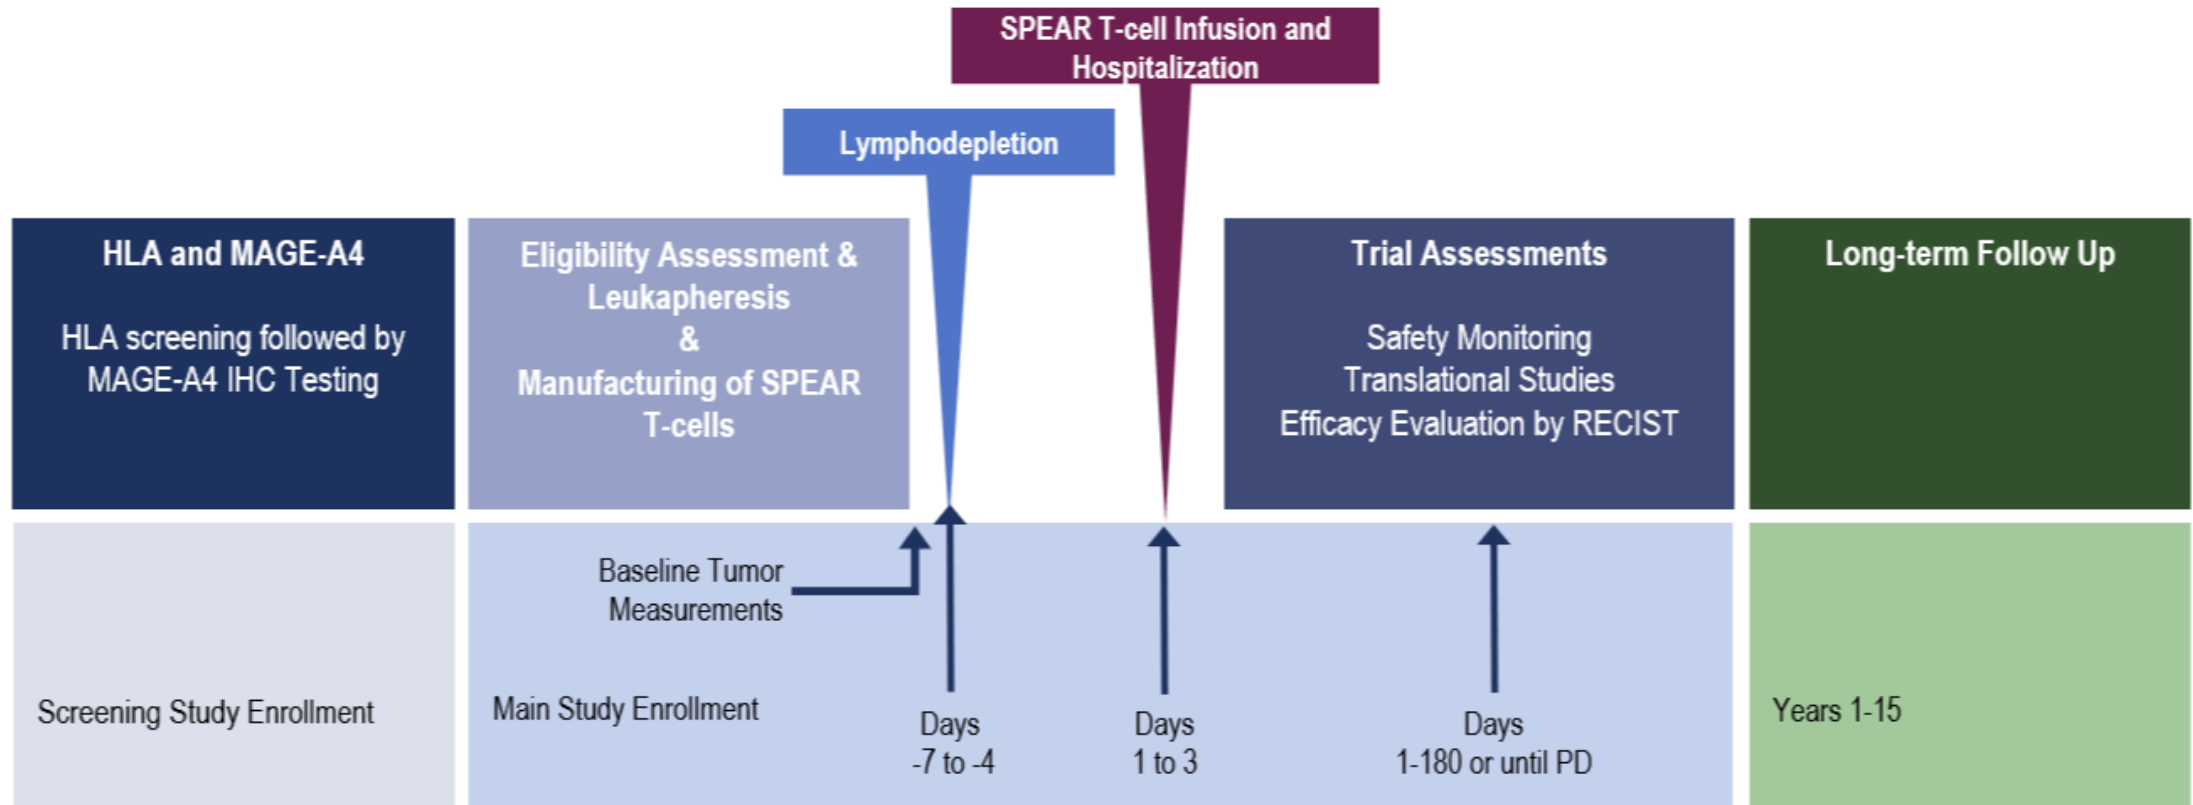 SPEAR T-cell Infusion and
Hospitalization
Lymphodepletion
HLA and MAGE-A4
HLA screening followed by
MAGE-A4 IHC Testing
Eligibility Assessment &
Leukapheresis
&
Manufacturing of SPEAR
T-cells
Trial Assessments
Safety Monitoring
Translational Studies
Efficacy Evaluation by RECIST
Long-term Follow Up
Baseline Tumor
Measurements
Screening Study Enrollment
Main Study Enrollment
Days
-7 to -4
Days
1 to 3
Days
1-180 or until PD
Years 1-15